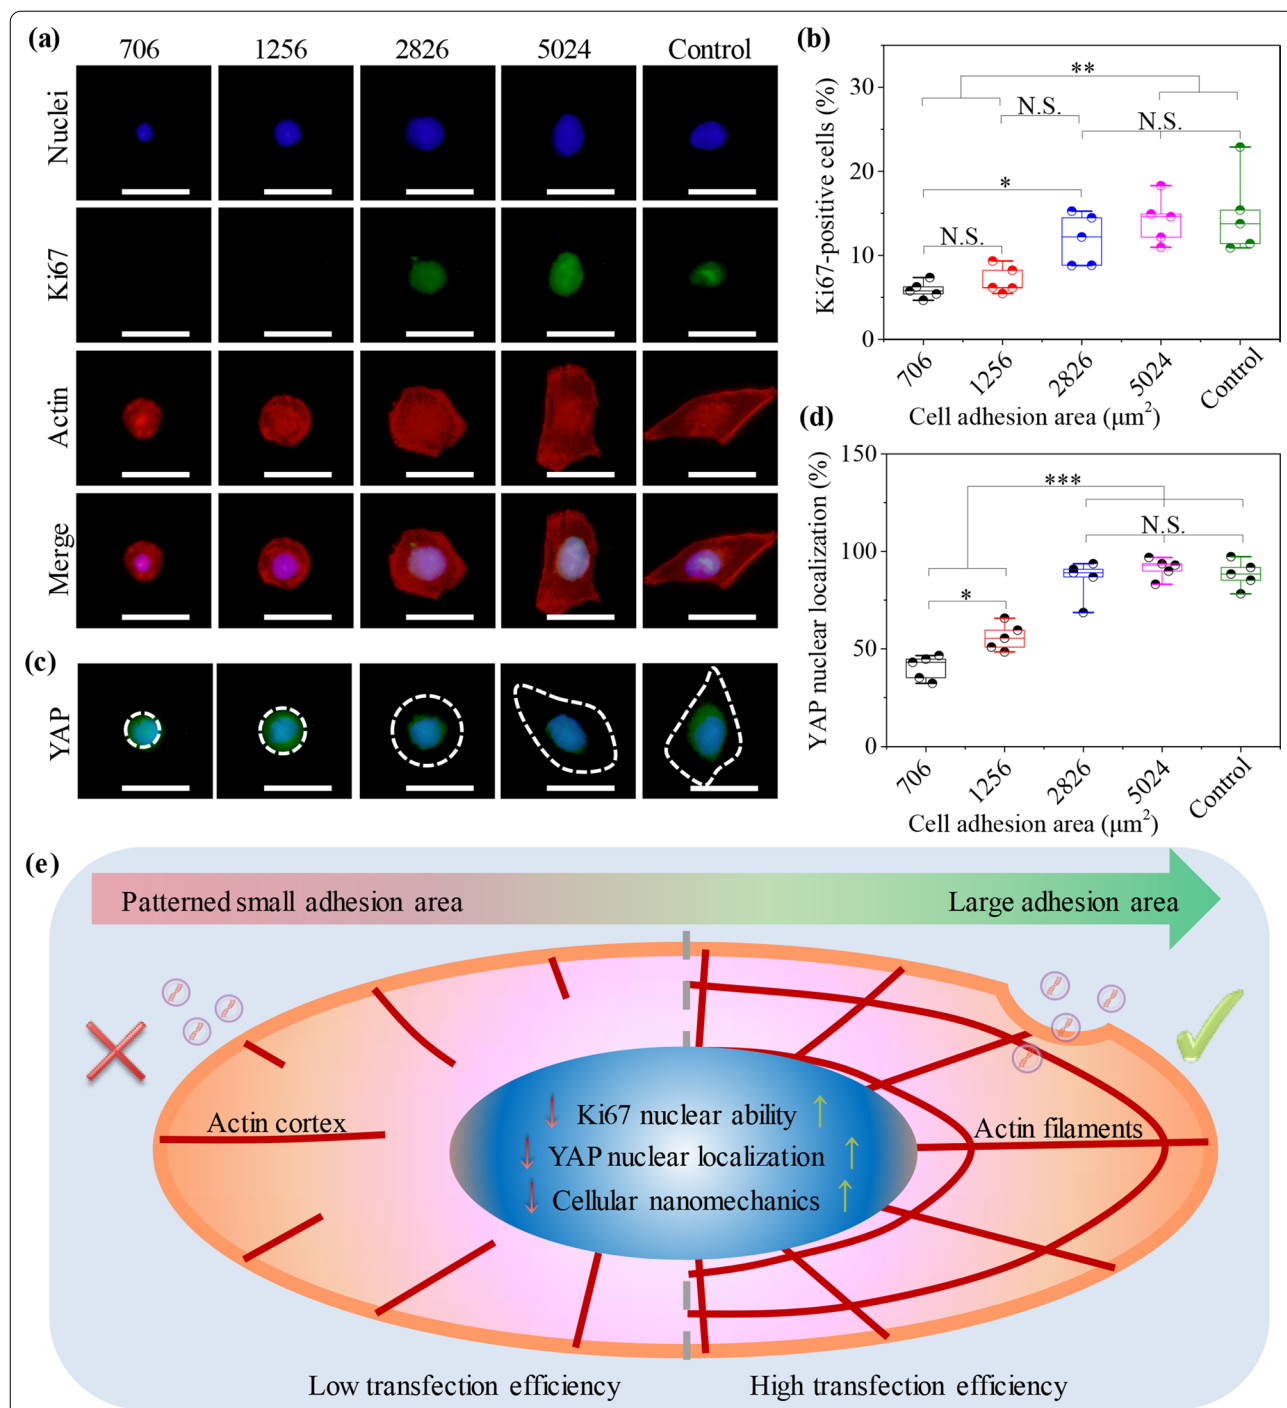 (a)
706 1256 2826 5024 Control
Nuclei
Ki67
Actin
Merge
(b)
Ki67-positive cells (%)
30
20
10
0
**
N.S.
N.S.
*
N.S.
706 1256 2826 5024 Control
Cell adhesion area (μm²)
(c)
YAP
(d)
YAP nuclear localization (%)
150
100
50
0
***
N.S.
*
706 1256 2826 5024 Control
Cell adhesion area (μm²)
(e)
Patterned small adhesion area Large adhesion area
Actin cortex
Actin filaments
↓ Ki67 nuclear ability ↑
↓ YAP nuclear localization ↑
↓ Cellular nanomechanics ↑
Low transfection efficiency High transfection efficiency